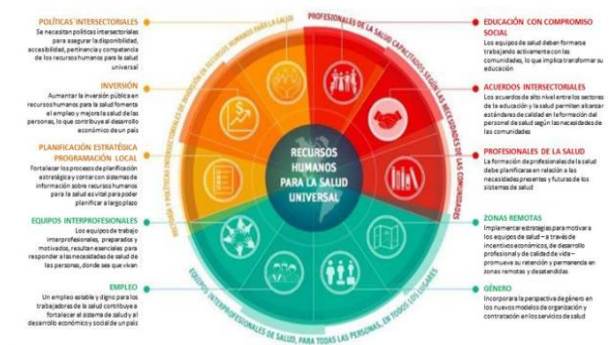 POLÍTICAS INTERSECTORIALES
Se necesitan políticas intersectoriales
para asegurar la disponibilidad,
accesibilidad, pertinencia y competencia
de los recursos humanos para la salud
universal
INVERSIÓN
Aumentar la inversión pública en
recursos humanos para la salud fomenta
el empleo y mejora la salud de las
personas, lo que contribuye al desarrollo
económico de un país
PLANIFICACIÓN ESTRATÉGICA
PROGRAMACIÓN LOCAL
Fortalecer los procesos de planificación
estratégica y contar con sistemas de
información sobre recursos humanos
para la salud es vital para poder
planificar a largo plazo
EQUIPOS INTERPROFESIONALES
Los equipos de trabajo
interprofesionales, preparados y
motivados, resultan esenciales para
responder a las necesidades de salud de
las personas, donde sea que vivan
EMPLEO
Un empleo estable y digno para los
trabajadores de la salud contribuye a
fortalecer el sistema de salud y al
desarrollo económico y social de un país
PROFESIONALES DE LA SALUD CAPACITADOS SEGÚN LAS NECESIDADES DE LAS COMUNIDADES
RECURSOS
HUMANOS
PARA LA SALUD
UNIVERSAL
EQUIPOS INTERPROFESIONALES DE SALUD, PARA TODAS LAS PERSONAS, EN TODOS LOS LUGARES
POLÍTICAS INTERSECTORIALES DE INVERSIÓN EN RECURSOS HUMANOS PARA LA SALUD
EDUCACIÓN CON COMPROMISO
SOCIAL
Los equipos de salud deben formarse
trabajando activamente con las
comunidades, lo que implica transformar su
educación
ACUERDOS INTERSECTORIALES
Los acuerdos de alto nivel entre los sectores
de la educación y la salud permiten alcanzar
estándares de calidad en la formación del
personal de salud según las necesidades de
las comunidades
PROFESIONALES DE LA SALUD
La formación de profesionales de la salud
debe planificarse en relación a las
necesidades presentes y futuras de los
sistemas de salud
ZONAS REMOTAS
Implementar estrategias para motivar a
los equipos de salud – a través de
incentivos económicos, de desarrollo
profesional y de calidad de vida –
promueve su retención y permanencia en
zonas remotas y desatendidas
GÉNERO
Incorporar la perspectiva de género en
los nuevos modelos de organización y
contratación en los servicios de salud